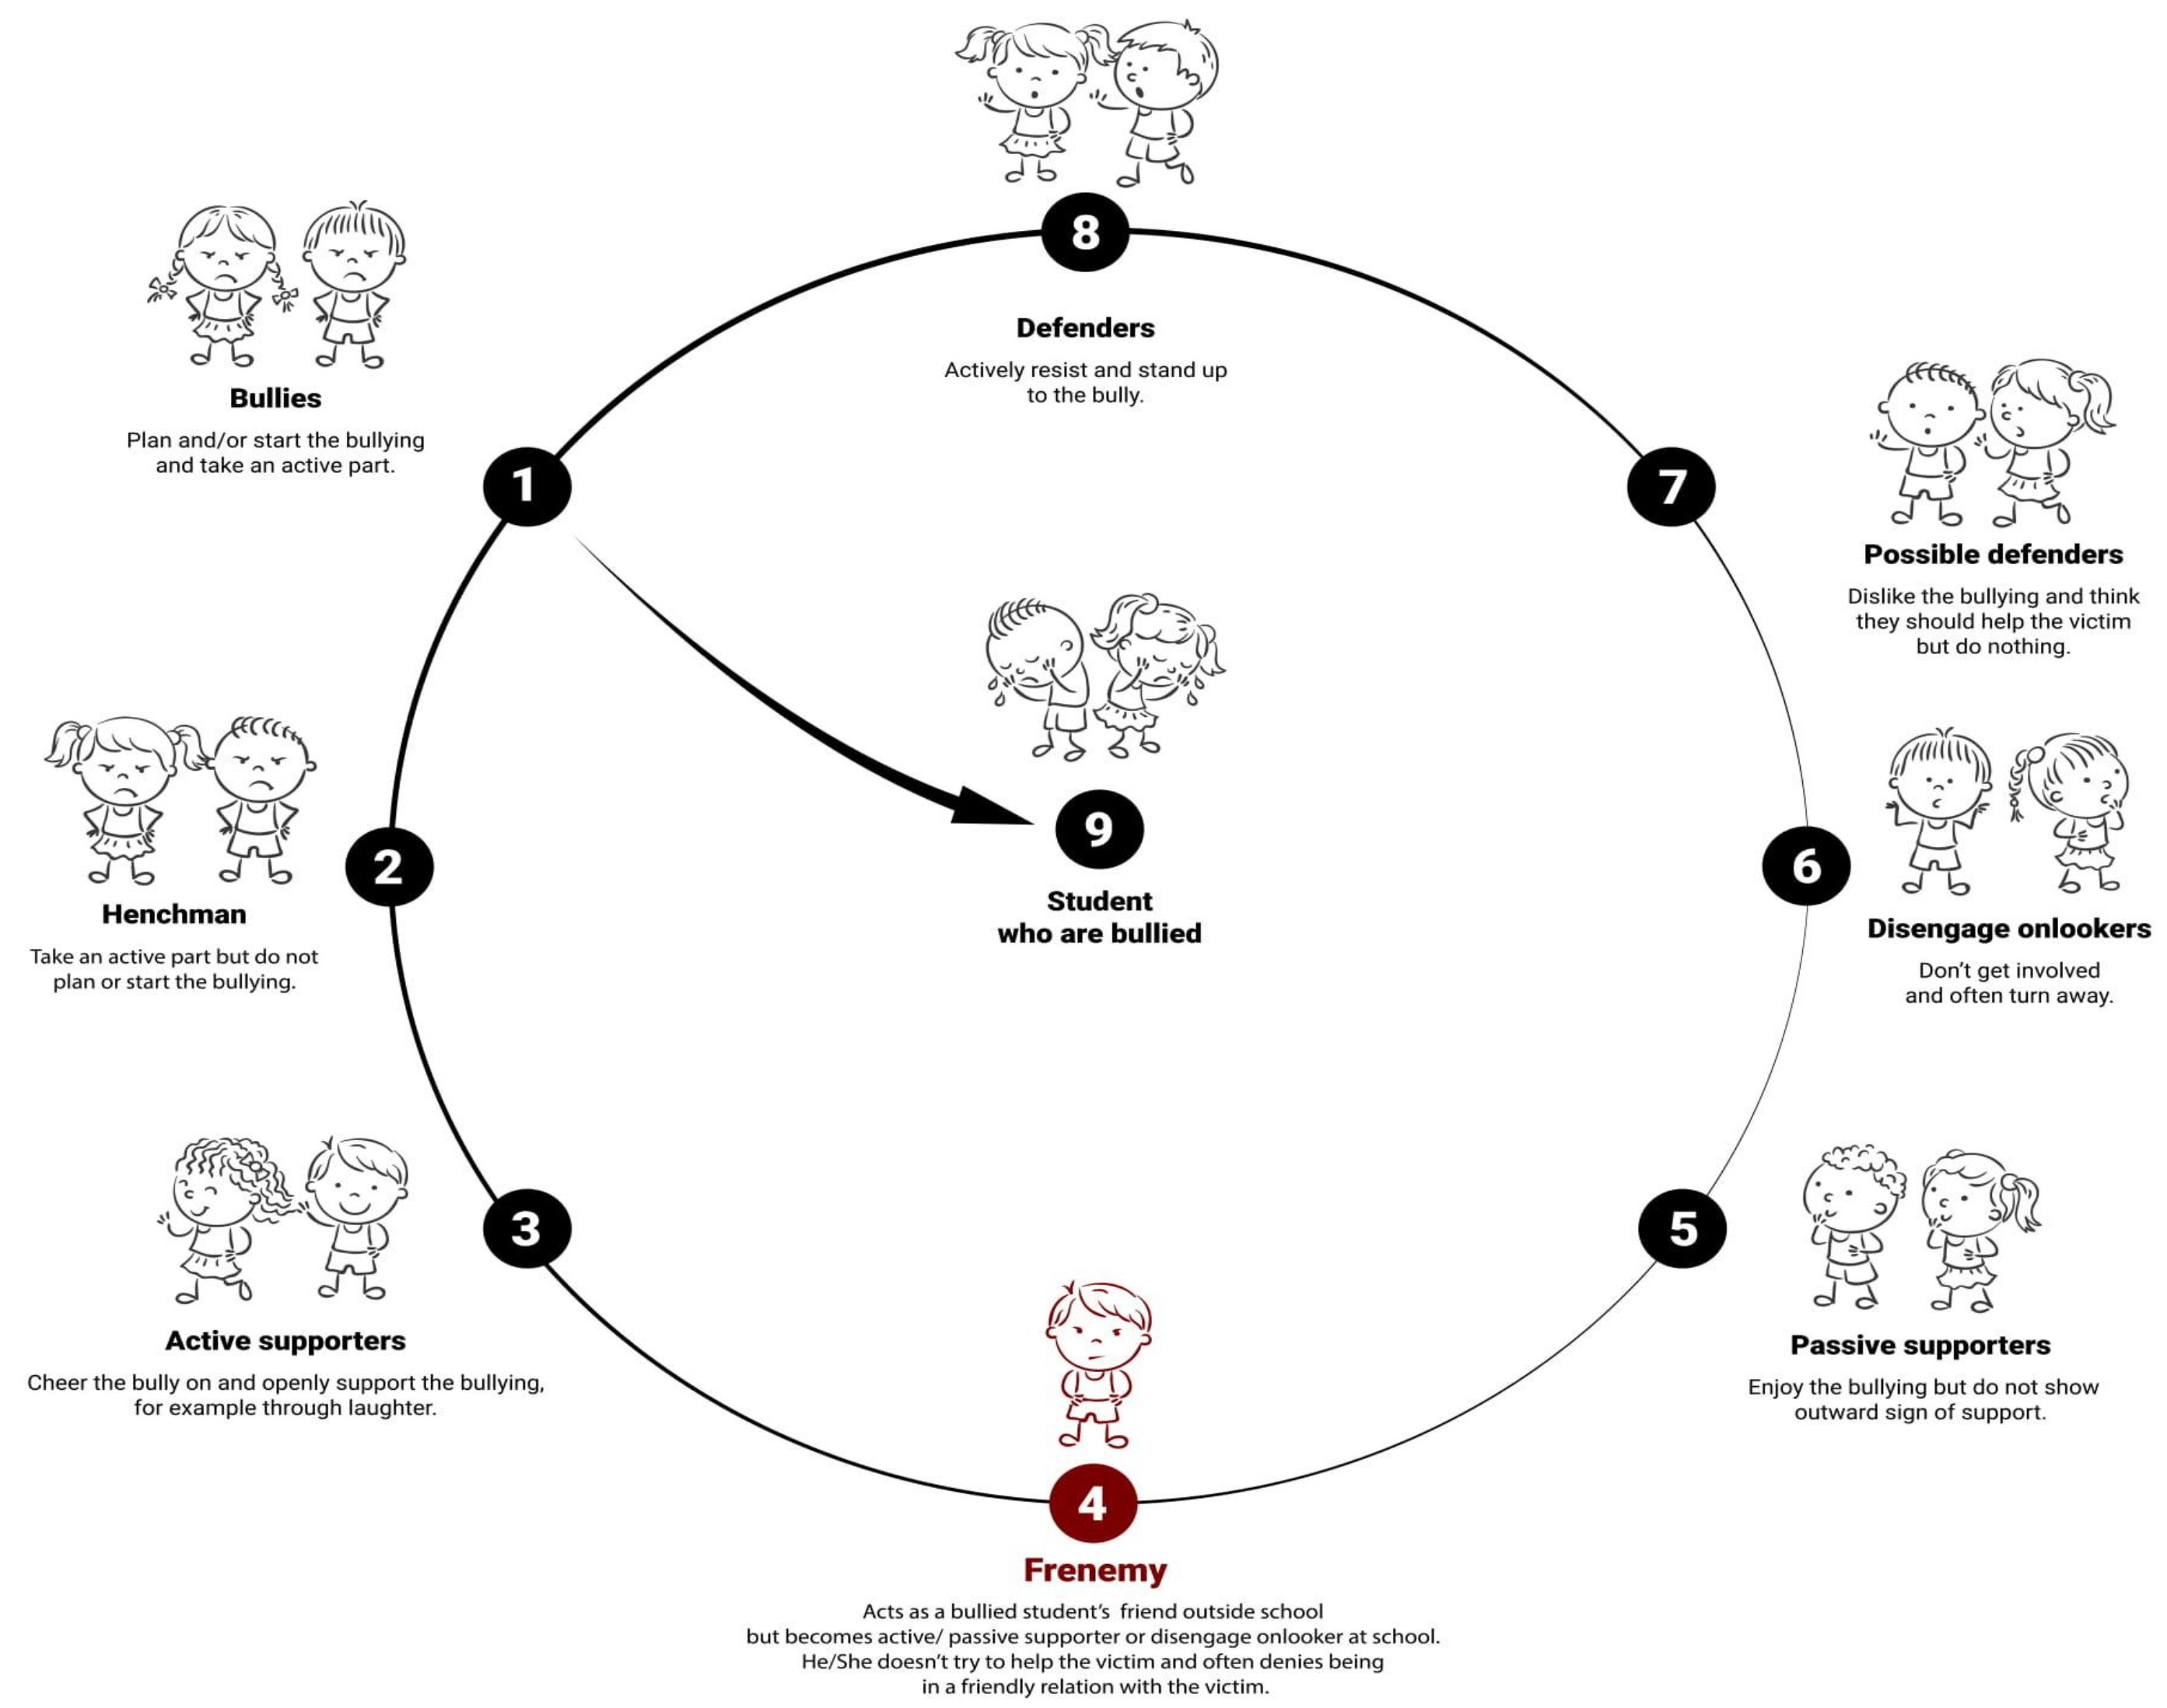 8
Defenders
Actively resist and stand up
to the bully.
Bullies
Plan and/or start the bullying
and take an active part.
1
7
Possible defenders
Dislike the bullying and think
they should help the victim
but do nothing.
9
Student
who are bullied
2
Henchman
Take an active part but do not
plan or start the bullying.
6
Disengage onlookers
Don't get involved
and often turn away.
3
Active supporters
Cheer the bully on and openly support the bullying,
for example through laughter.
5
Passive supporters
Enjoy the bullying but do not show
outward sign of support.
4
Frenemy
Acts as a bullied student's friend outside school
but becomes active/ passive supporter or disengage onlooker at school.
He/She doesn't try to help the victim and often denies being
in a friendly relation with the victim.